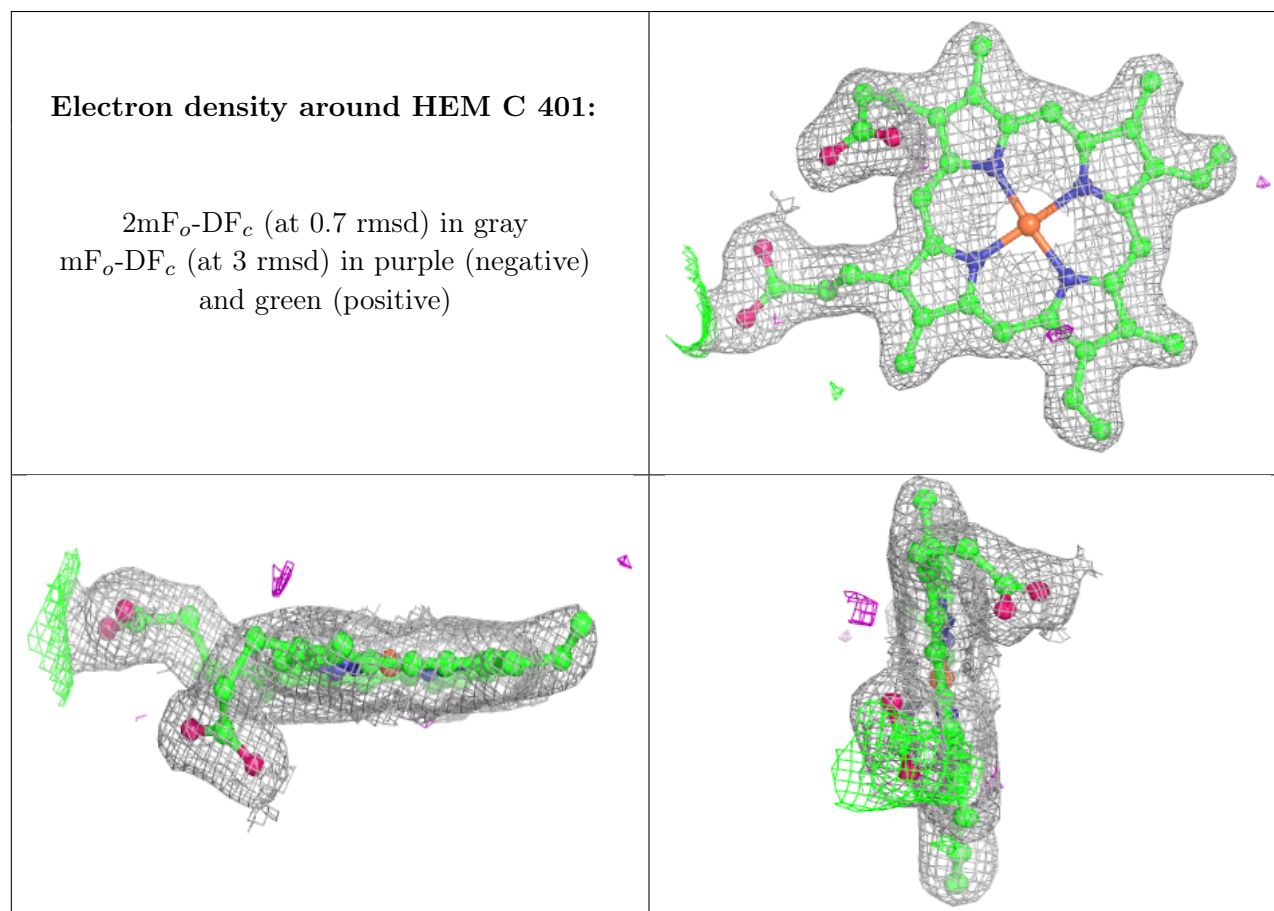 Electron density around HEM C 401:
2mFo-DFc (at 0.7 rmsd) in gray
mFo-DFc (at 3 rmsd) in purple (negative)
and green (positive)